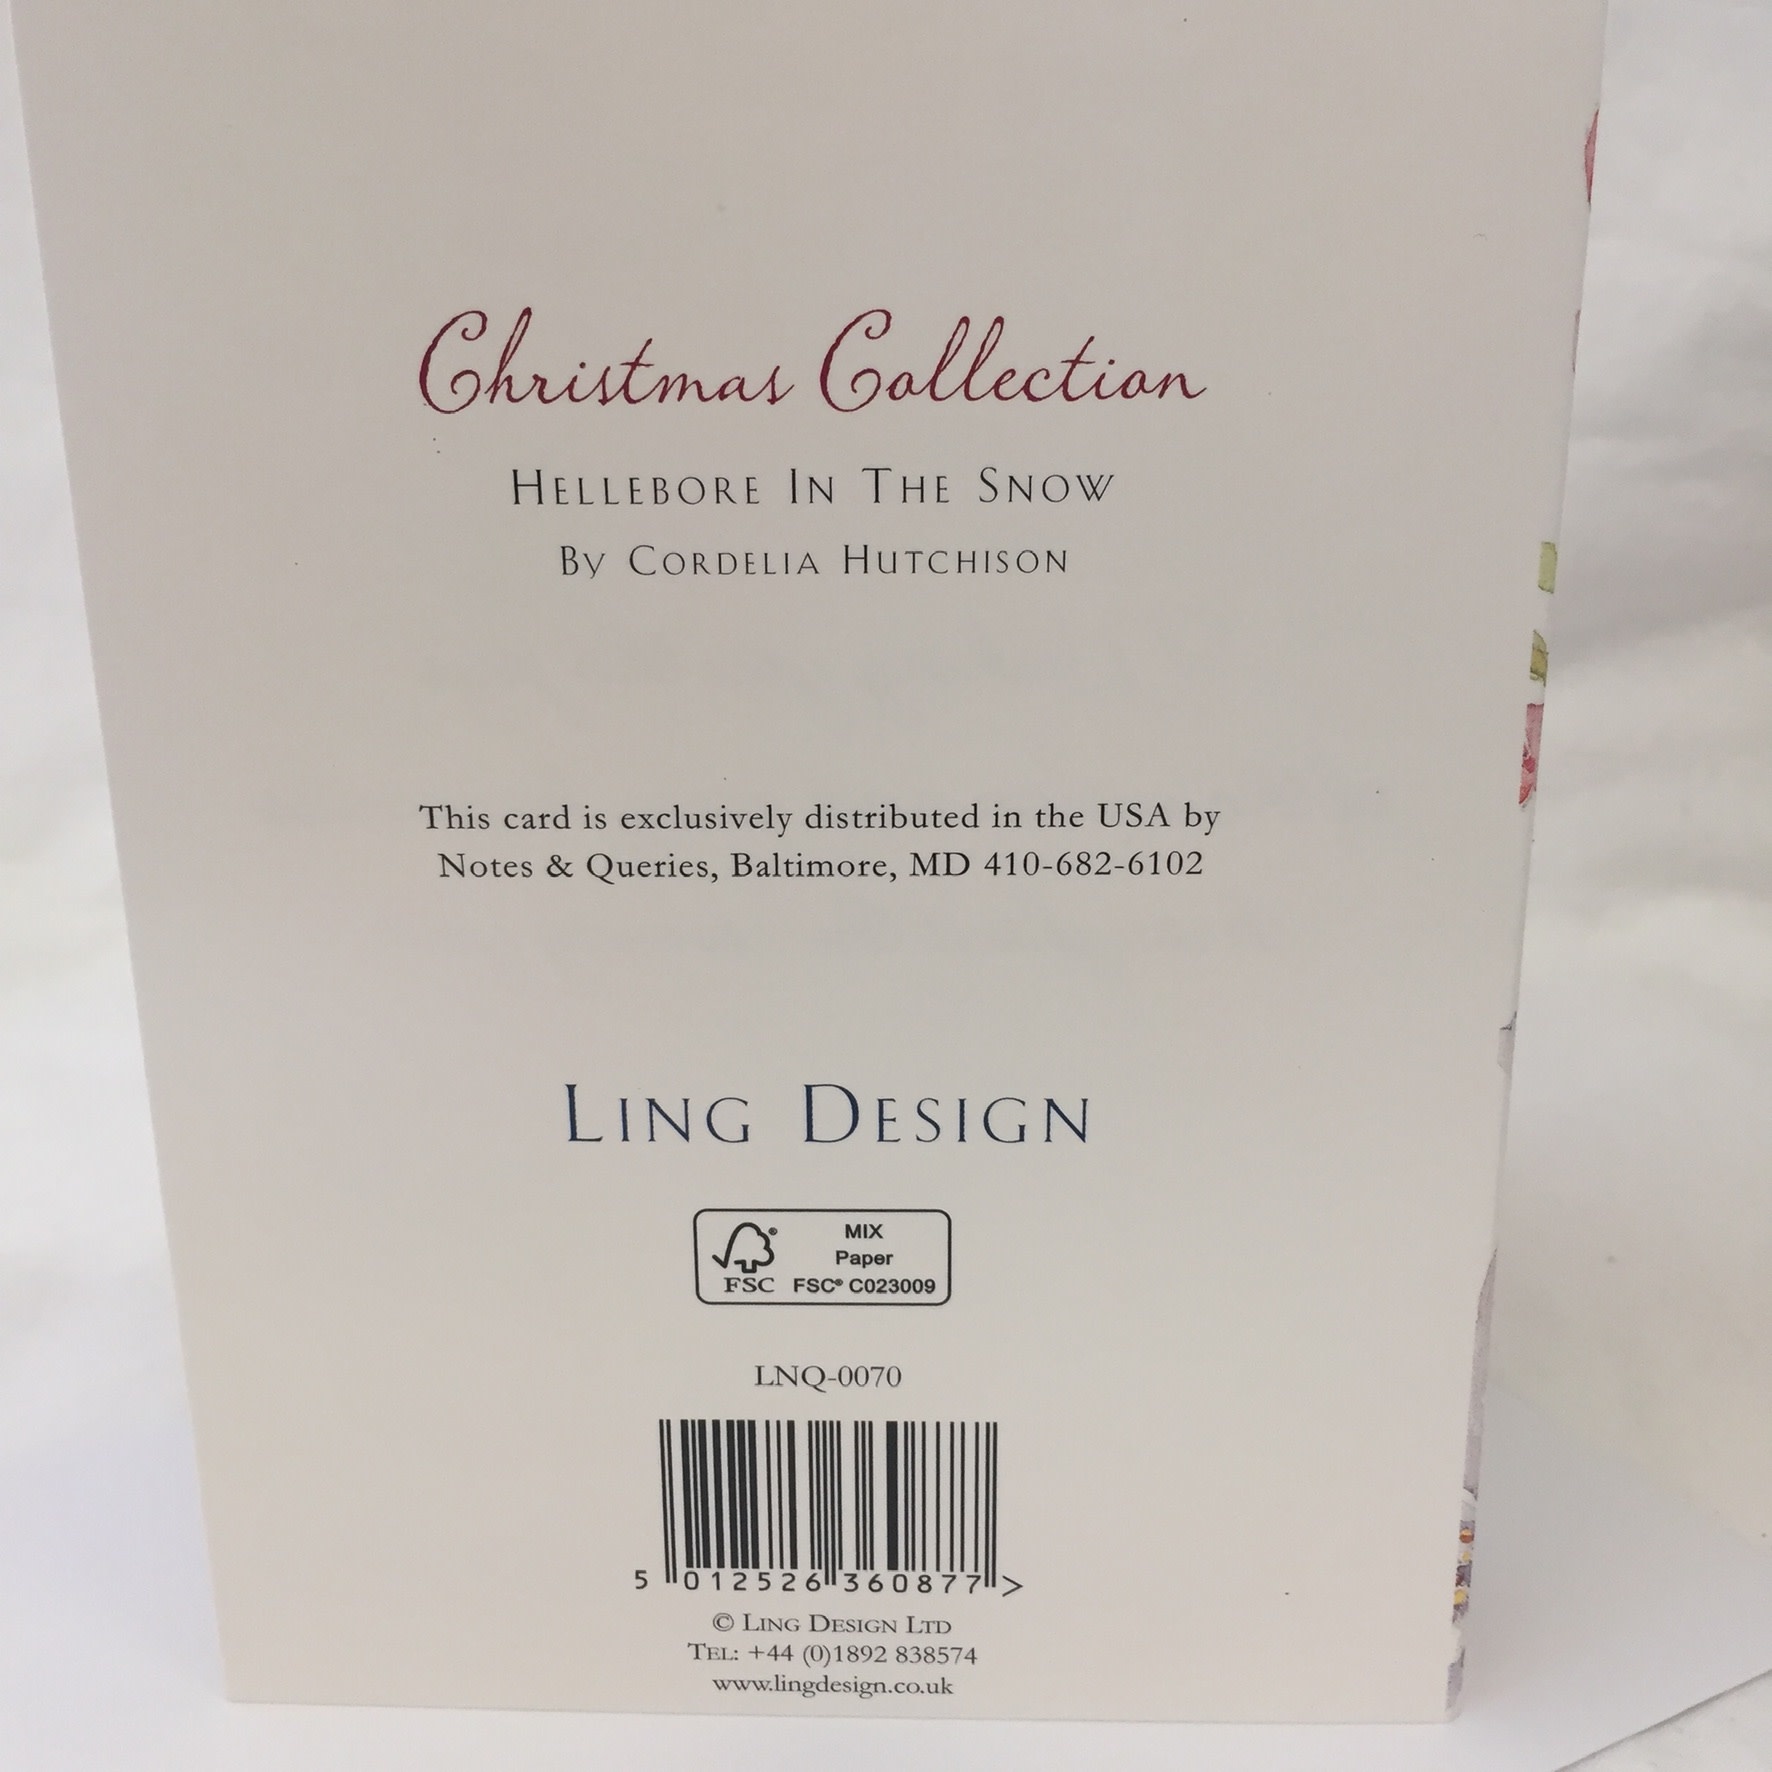 Christmas Collection
Hellebore In The Snow
By Cordelia Hutchison
This card is exclusively distributed in the USA by
Notes & Queries, Baltimore, MD 410-682-6102
Ling Design
MIX
Paper
FSC FSC® C023009
LNQ-0070
5 012526 360877 >
© Ling Design Ltd
Tel: +44 (0)1892 838574
www.lingdesign.co.uk